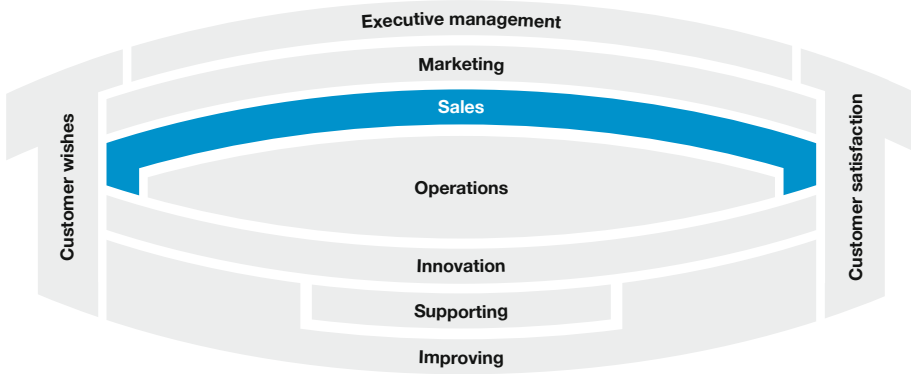 Executive management
Marketing
Sales
Customer wishes
Operations
Customer satisfaction
Innovation
Supporting
Improving